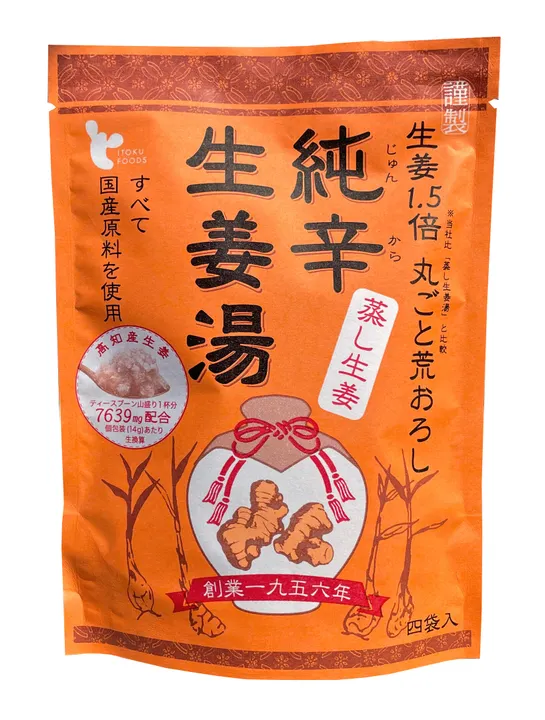 謹製
生姜1.5倍 丸ごと荒おろし
※当社比「蒸し生姜湯」と比較
純辛
じゅん から
生姜湯
蒸し生姜
ITOKU
FOODS
すべて
国産原料を使用
高知産生姜
ティースプーン山盛り1杯分
7639mg配合
個包装(14g)あたり
生換算
創業一九五六年
四袋入